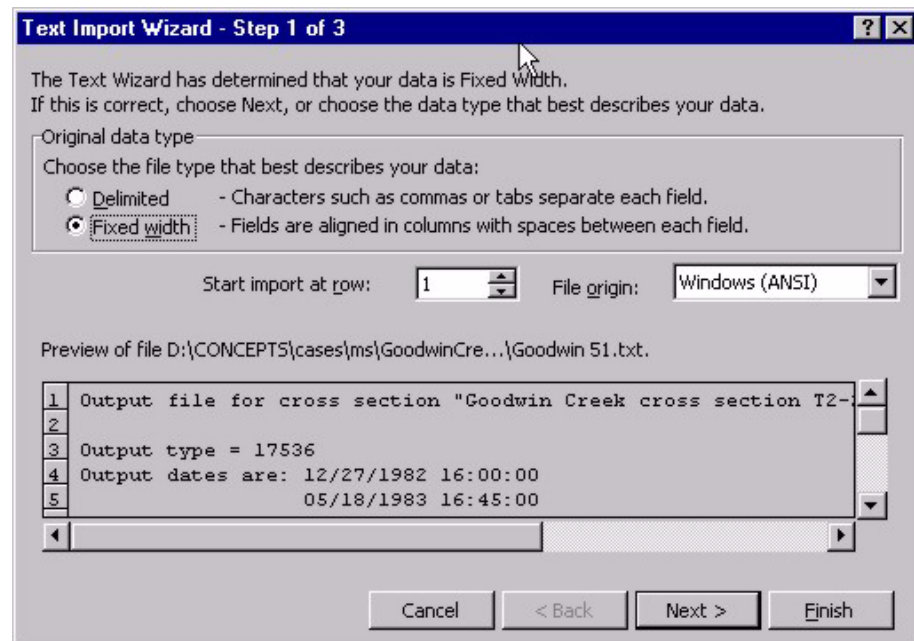 Text Import Wizard - Step 1 of 3
The Text Wizard has determined that your data is Fixed Width.
If this is correct, choose Next, or choose the data type that best describes your data.
Original data type
Choose the file type that best describes your data:
Delimited - Characters such as commas or tabs separate each field.
Fixed width - Fields are aligned in columns with spaces between each field.
Start import at row: 1 File origin: Windows (ANSI)
Preview of file D:\CONCEPTS\cases\ms\GoodwinCre...\Goodwin 51.txt.
1 Output file for cross section "Goodwin Creek cross section T2-
2
3 Output type = 17536
4 Output dates are: 12/27/1982 16:00:00
5 05/18/1983 16:45:00
Cancel < Back Next > Finish